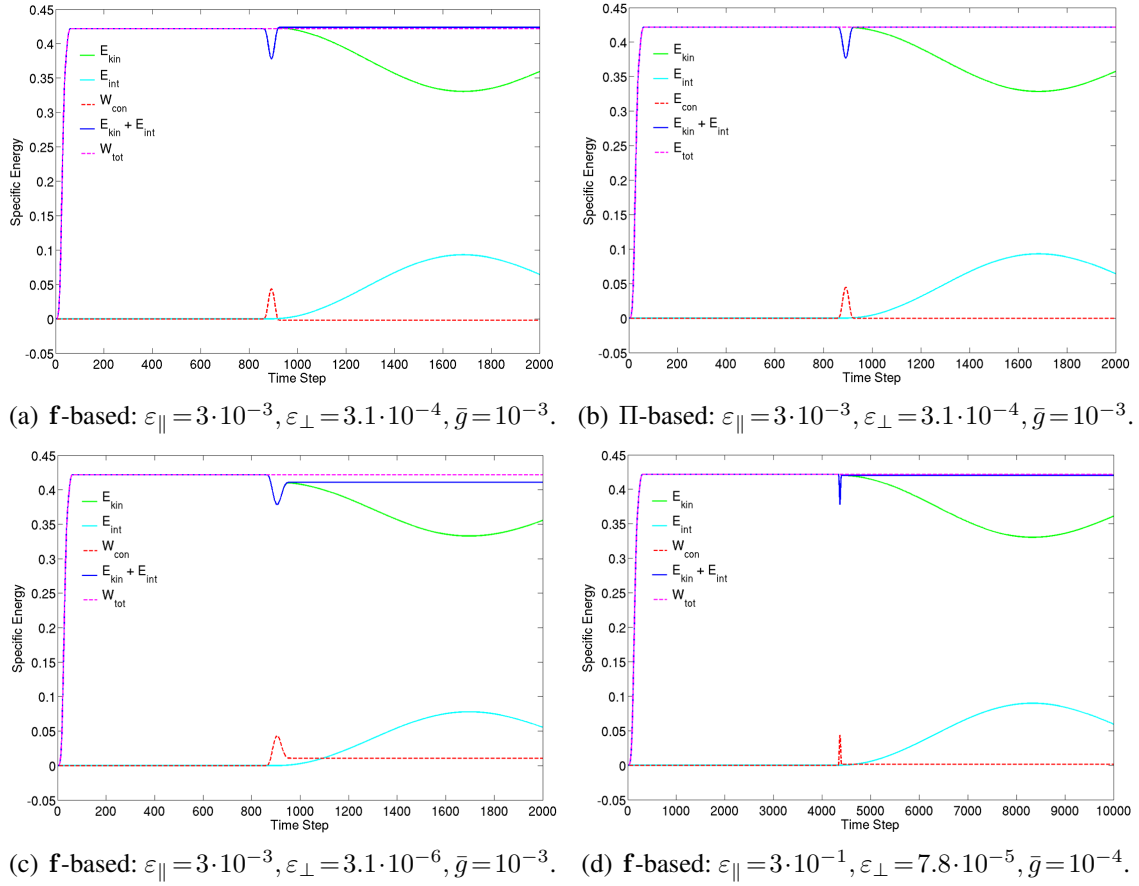 0.45
0.4
0.35
0.3
0.25
0.2
0.15
0.1
0.05
0
-0.05
Specific Energy
E_kin
E_int
W_con
E_kin + E_int
W_tot
0 200 400 600 800 1000 1200 1400 1600 1800 2000
Time Step
(a) f-based: ε_∥ = 3·10^−3, ε_⊥ = 3.1·10^−4, ḡ = 10^−3.
0.45
0.4
0.35
0.3
0.25
0.2
0.15
0.1
0.05
0
-0.05
Specific Energy
E_kin
E_int
E_con
E_kin + E_int
E_tot
0 200 400 600 800 1000 1200 1400 1600 1800 2000
Time Step
(b) Π-based: ε_∥ = 3·10^−3, ε_⊥ = 3.1·10^−4, ḡ = 10^−3.
0.45
0.4
0.35
0.3
0.25
0.2
0.15
0.1
0.05
0
-0.05
Specific Energy
E_kin
E_int
W_con
E_kin + E_int
W_tot
0 200 400 600 800 1000 1200 1400 1600 1800 2000
Time Step
(c) f-based: ε_∥ = 3·10^−3, ε_⊥ = 3.1·10^−6, ḡ = 10^−3.
0.45
0.4
0.35
0.3
0.25
0.2
0.15
0.1
0.05
0
-0.05
Specific Energy
E_kin
E_int
W_con
E_kin + E_int
W_tot
0 1000 2000 3000 4000 5000 6000 7000 8000 9000 10000
Time Step
(d) f-based: ε_∥ = 3·10^−1, ε_⊥ = 7.8·10^−5, ḡ = 10^−4.